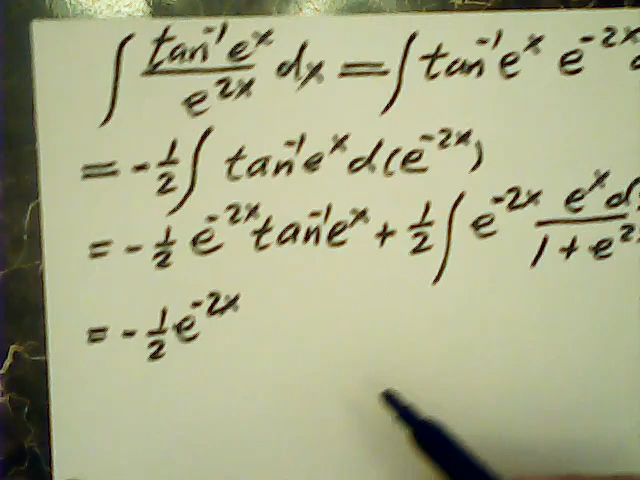 ∫ tan⁻¹eˣ / e²ˣ dx = ∫ tan⁻¹eˣ e⁻²ˣ
= -1/2 ∫ tan⁻¹eˣ d(e⁻²ˣ)
= -1/2 e⁻²ˣ tan⁻¹eˣ + 1/2 ∫ e⁻²ˣ eˣd / 1 + e²
= -1/2 e⁻²ˣ